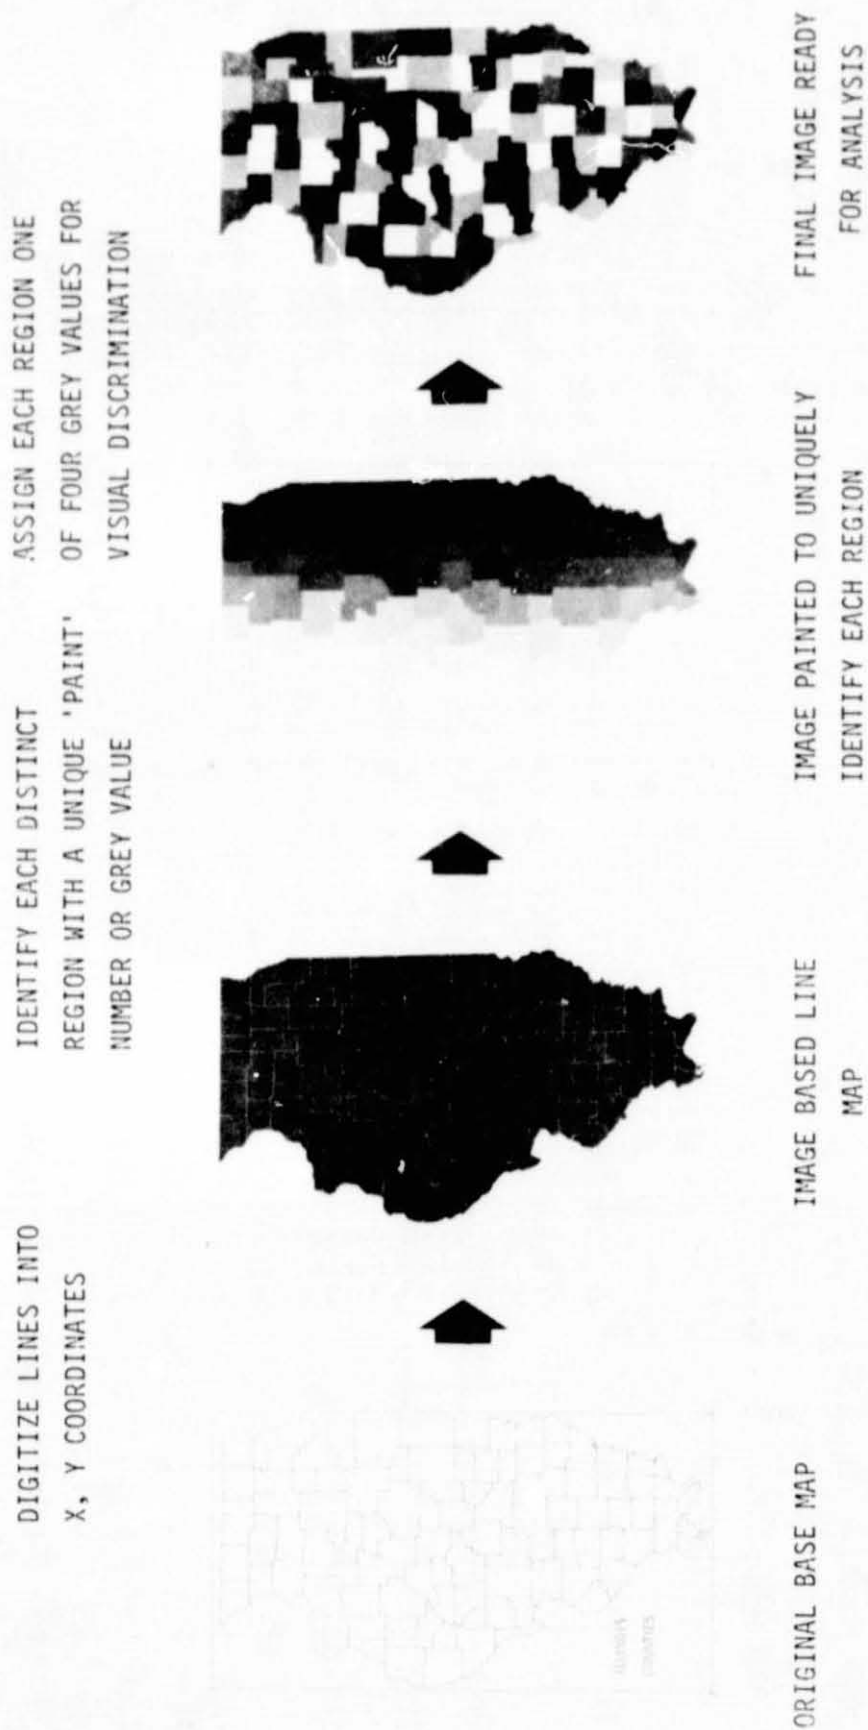 DIGITIZE LINES INTO
X, Y COORDINATES
IDENTIFY EACH DISTINCT
REGION WITH A UNIQUE 'PAINT'
NUMBER OR GREY VALUE
ASSIGN EACH REGION ONE
OF FOUR GREY VALUES FOR
VISUAL DISCRIMINATION
ILLINOIS
COUNTIES
ORIGINAL BASE MAP
IMAGE BASED LINE
MAP
IMAGE PAINTED TO UNIQUELY
IDENTIFY EACH REGION
FINAL IMAGE READY
FOR ANALYSIS